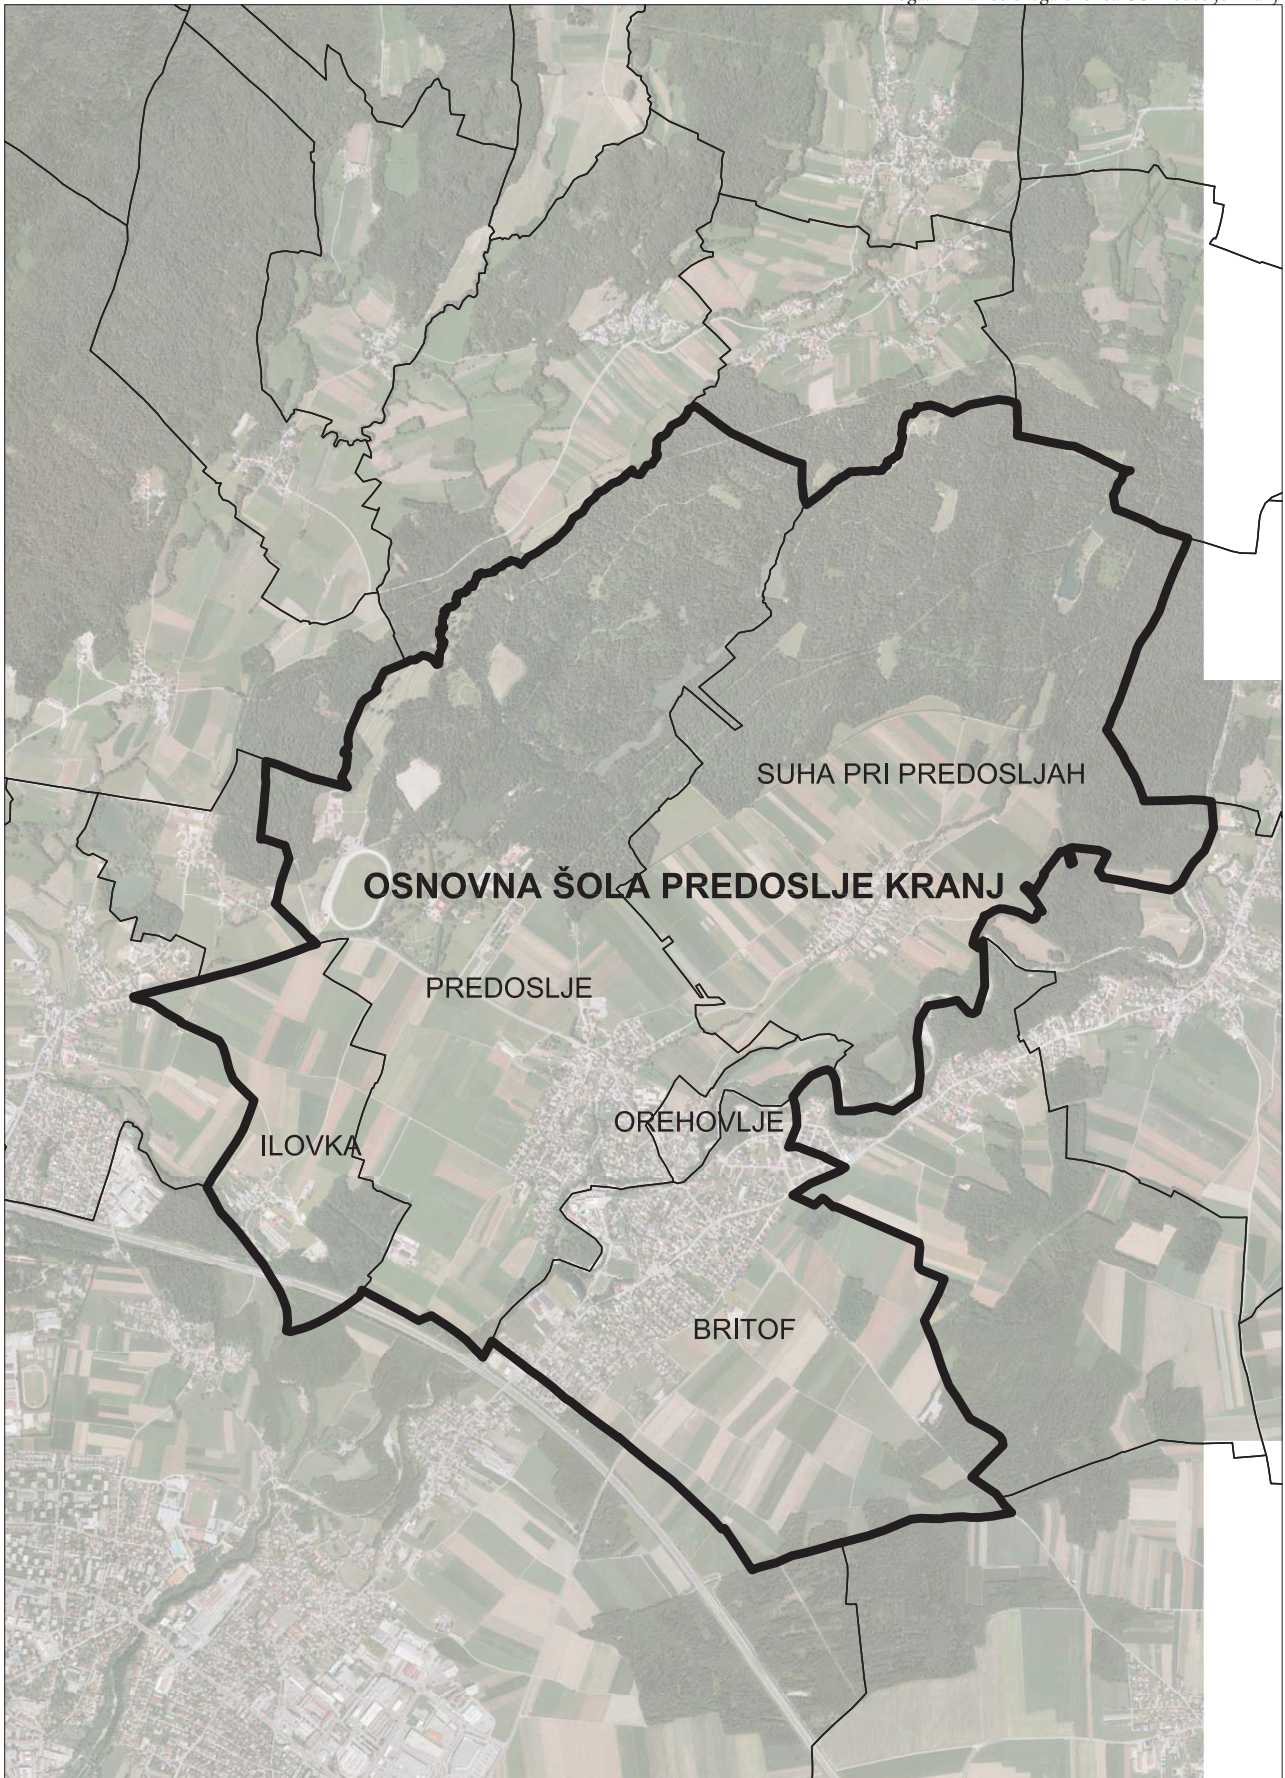 SUHA PRI PREDOSLJAH
OSNOVNA ŠOLA PREDOSLJE KRANJ
PREDOSLJE
OREHOVLJE
ILOVKA
BRITOF